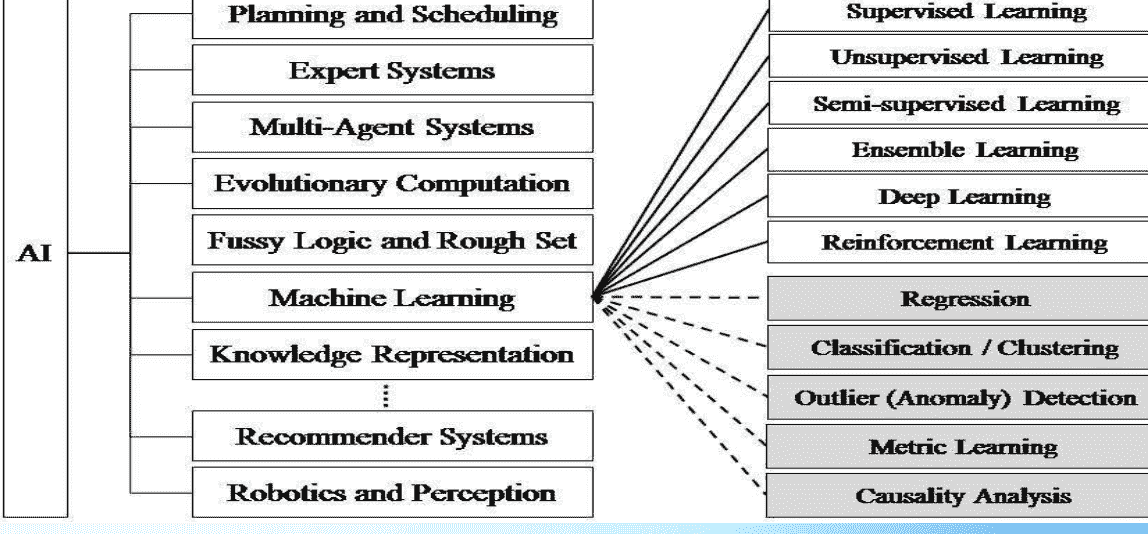 AI
Planning and Scheduling
Expert Systems
Multi-Agent Systems
Evolutionary Computation
Fussy Logic and Rough Set
Machine Learning
Knowledge Representation
Recommender Systems
Robotics and Perception
Supervised Learning
Unsupervised Learning
Semi-supervised Learning
Ensemble Learning
Deep Learning
Reinforcement Learning
Regression
Classification / Clustering
Outlier (Anomaly) Detection
Metric Learning
Causality Analysis